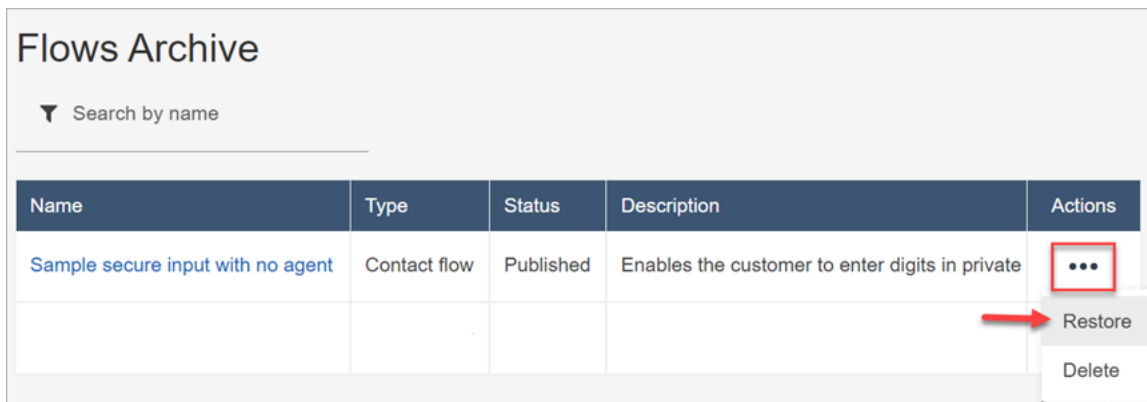 Flows Archive
Search by name
Name Type Status Description Actions
Sample secure input with no agent Contact flow Published Enables the customer to enter digits in private •••
Restore
Delete